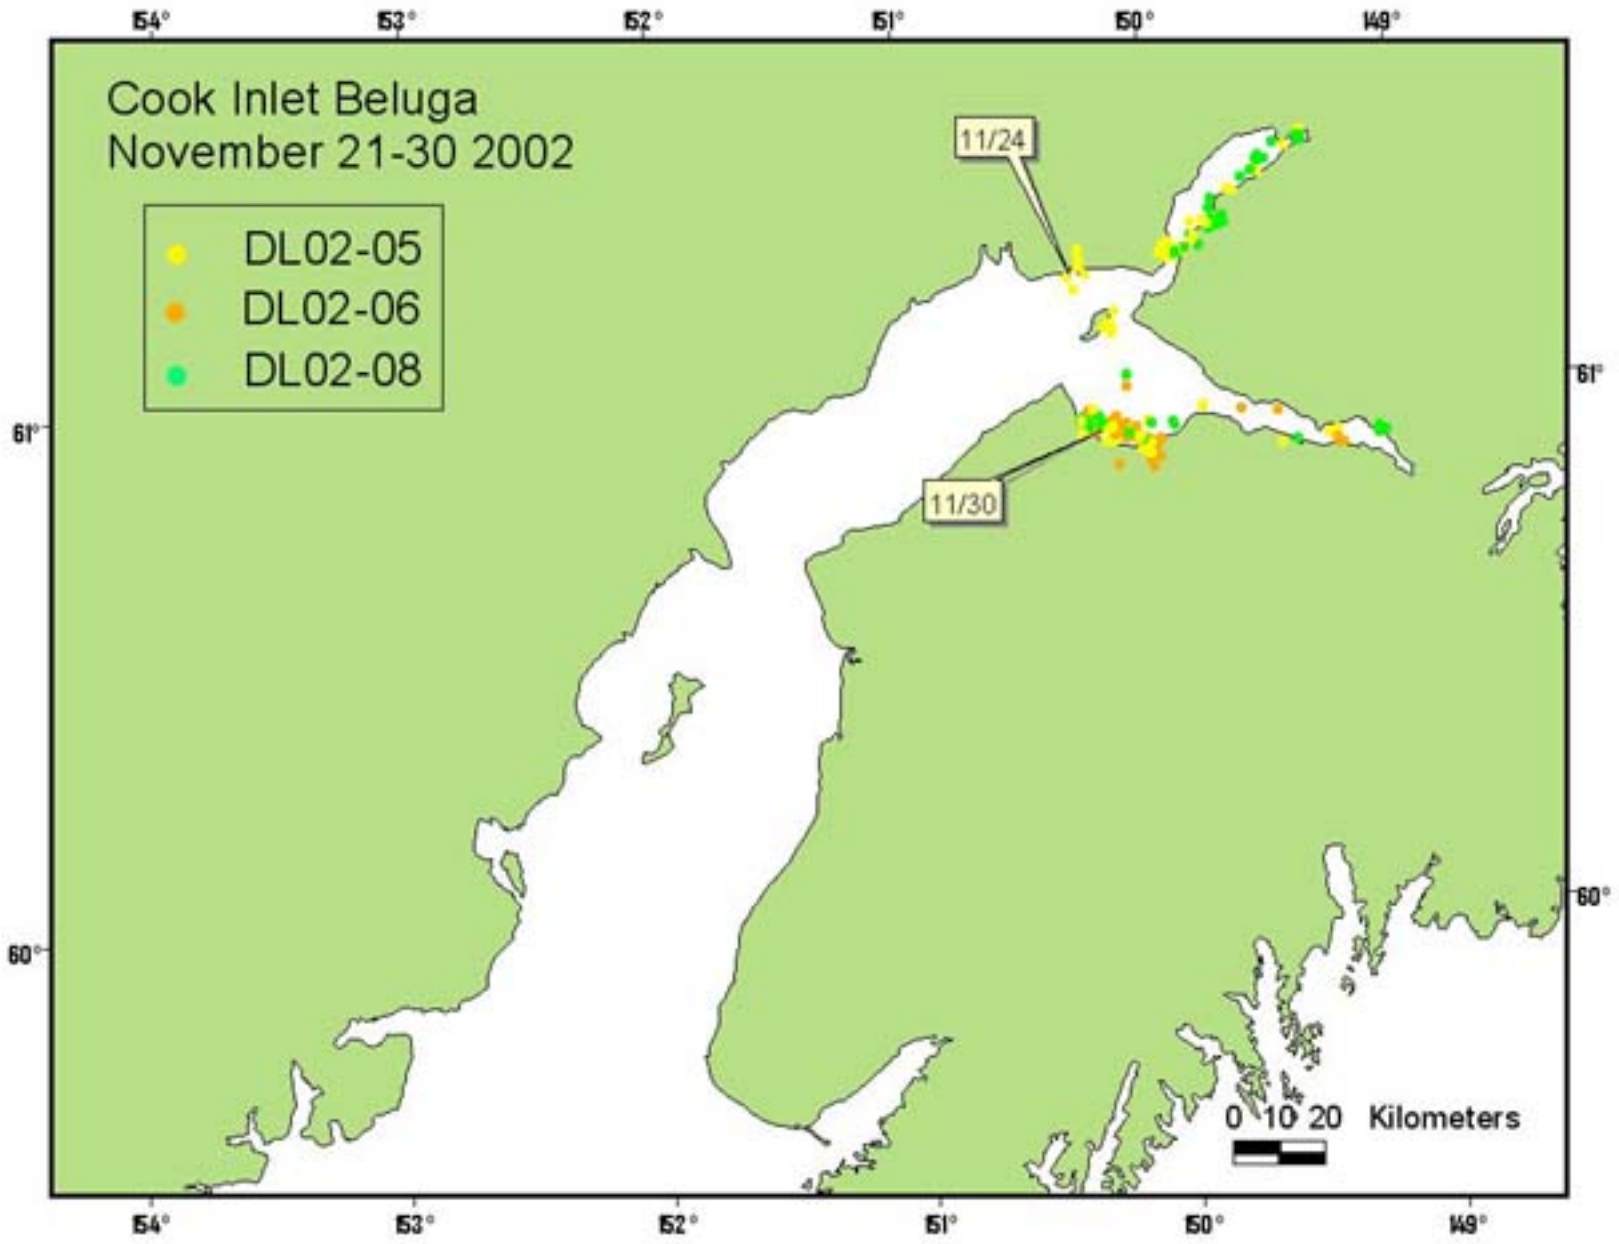 154° 153° 152° 151° 150° 149°
Cook Inlet Beluga
November 21-30 2002
11/24
DL02-05
DL02-06
DL02-08
61°
61°
11/30
60°
60°
0 10 20 Kilometers
154° 153° 152° 151° 150° 149°